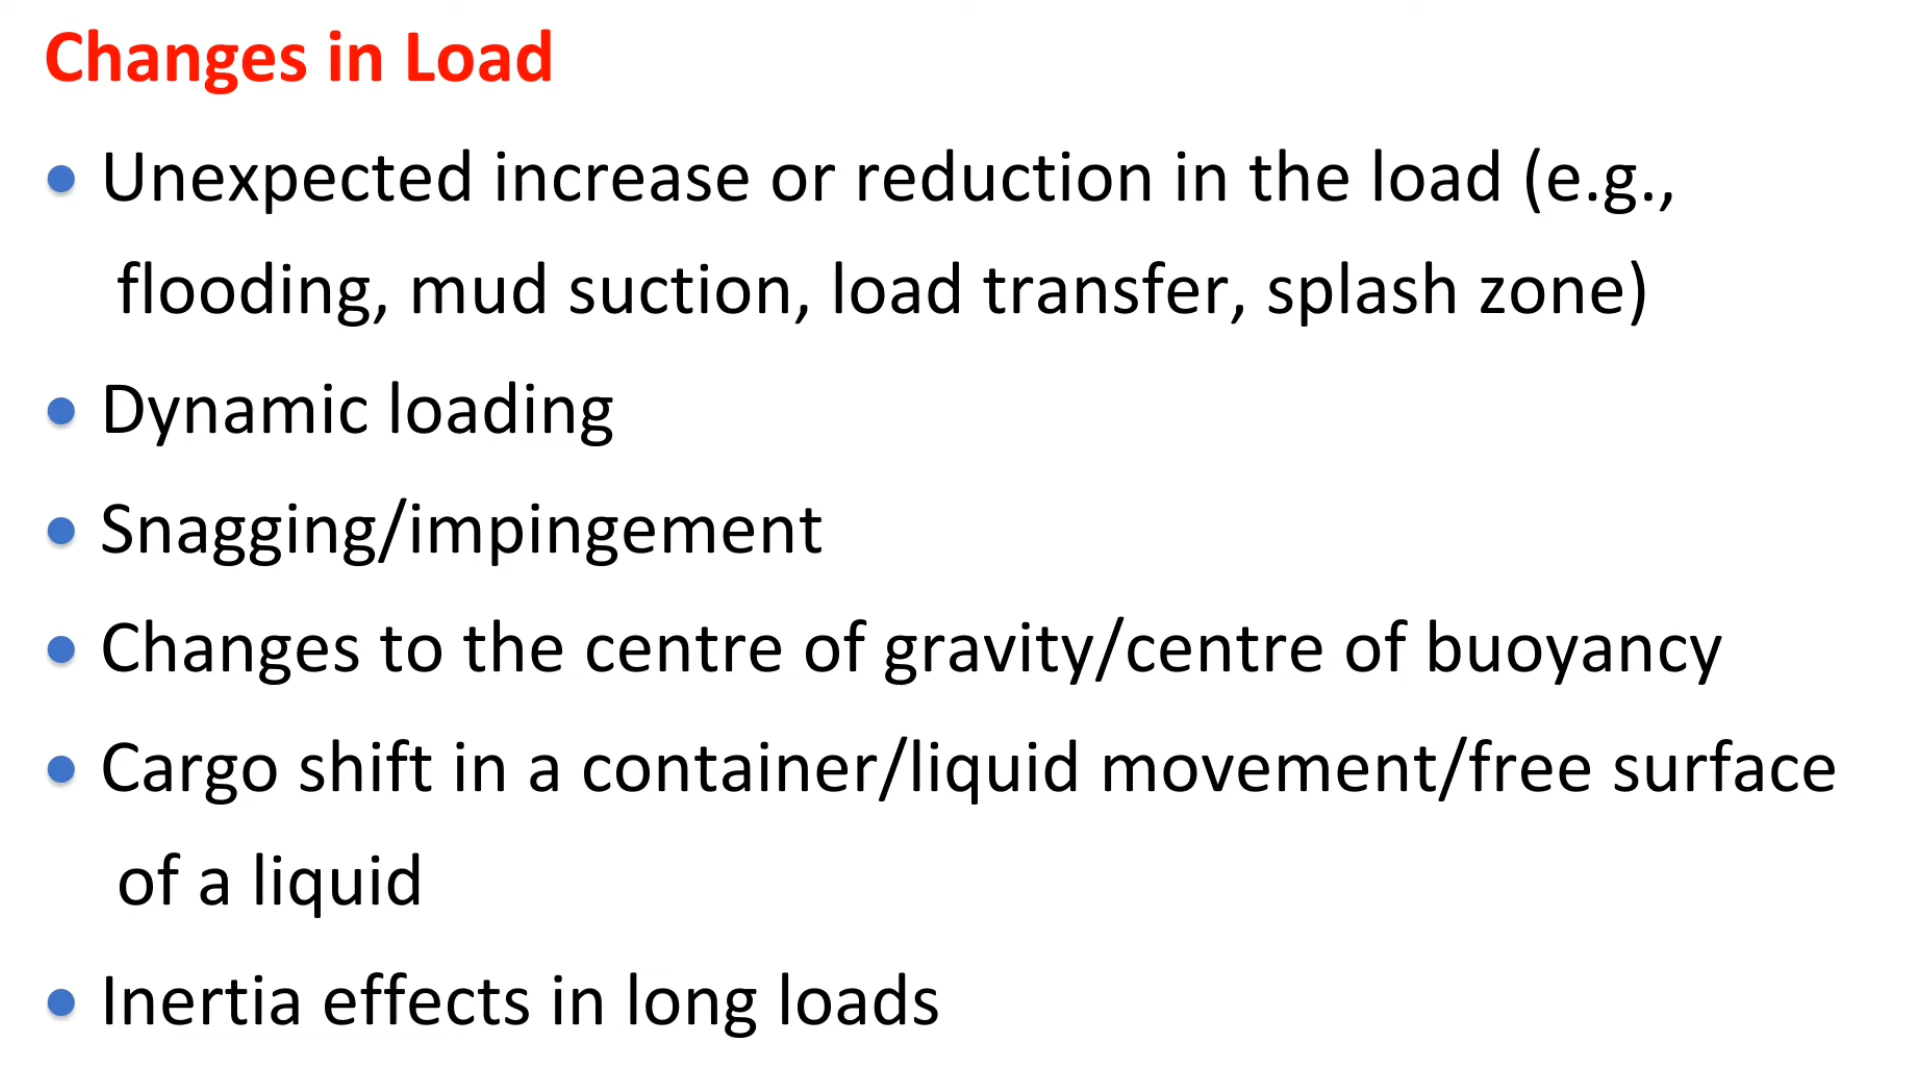 Changes in Load
• Unexpected increase or reduction in the load (e.g.,
flooding, mud suction, load transfer, splash zone)
• Dynamic loading
• Snagging/impingement
• Changes to the centre of gravity/centre of buoyancy
• Cargo shift in a container/liquid movement/free surface
of a liquid
• Inertia effects in long loads